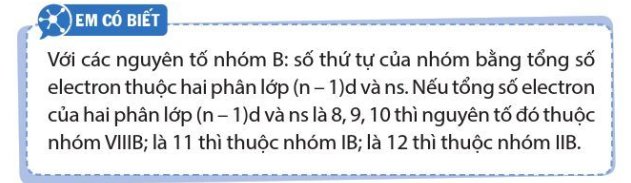 EM CÓ BIẾT
Với các nguyên tố nhóm B: số thứ tự của nhóm bằng tổng số
electron thuộc hai phân lớp (n – 1)d và ns. Nếu tổng số electron
của hai phân lớp (n – 1)d và ns là 8, 9, 10 thì nguyên tố đó thuộc
nhóm VIIIB; là 11 thì thuộc nhóm IB; là 12 thì thuộc nhóm IIB.